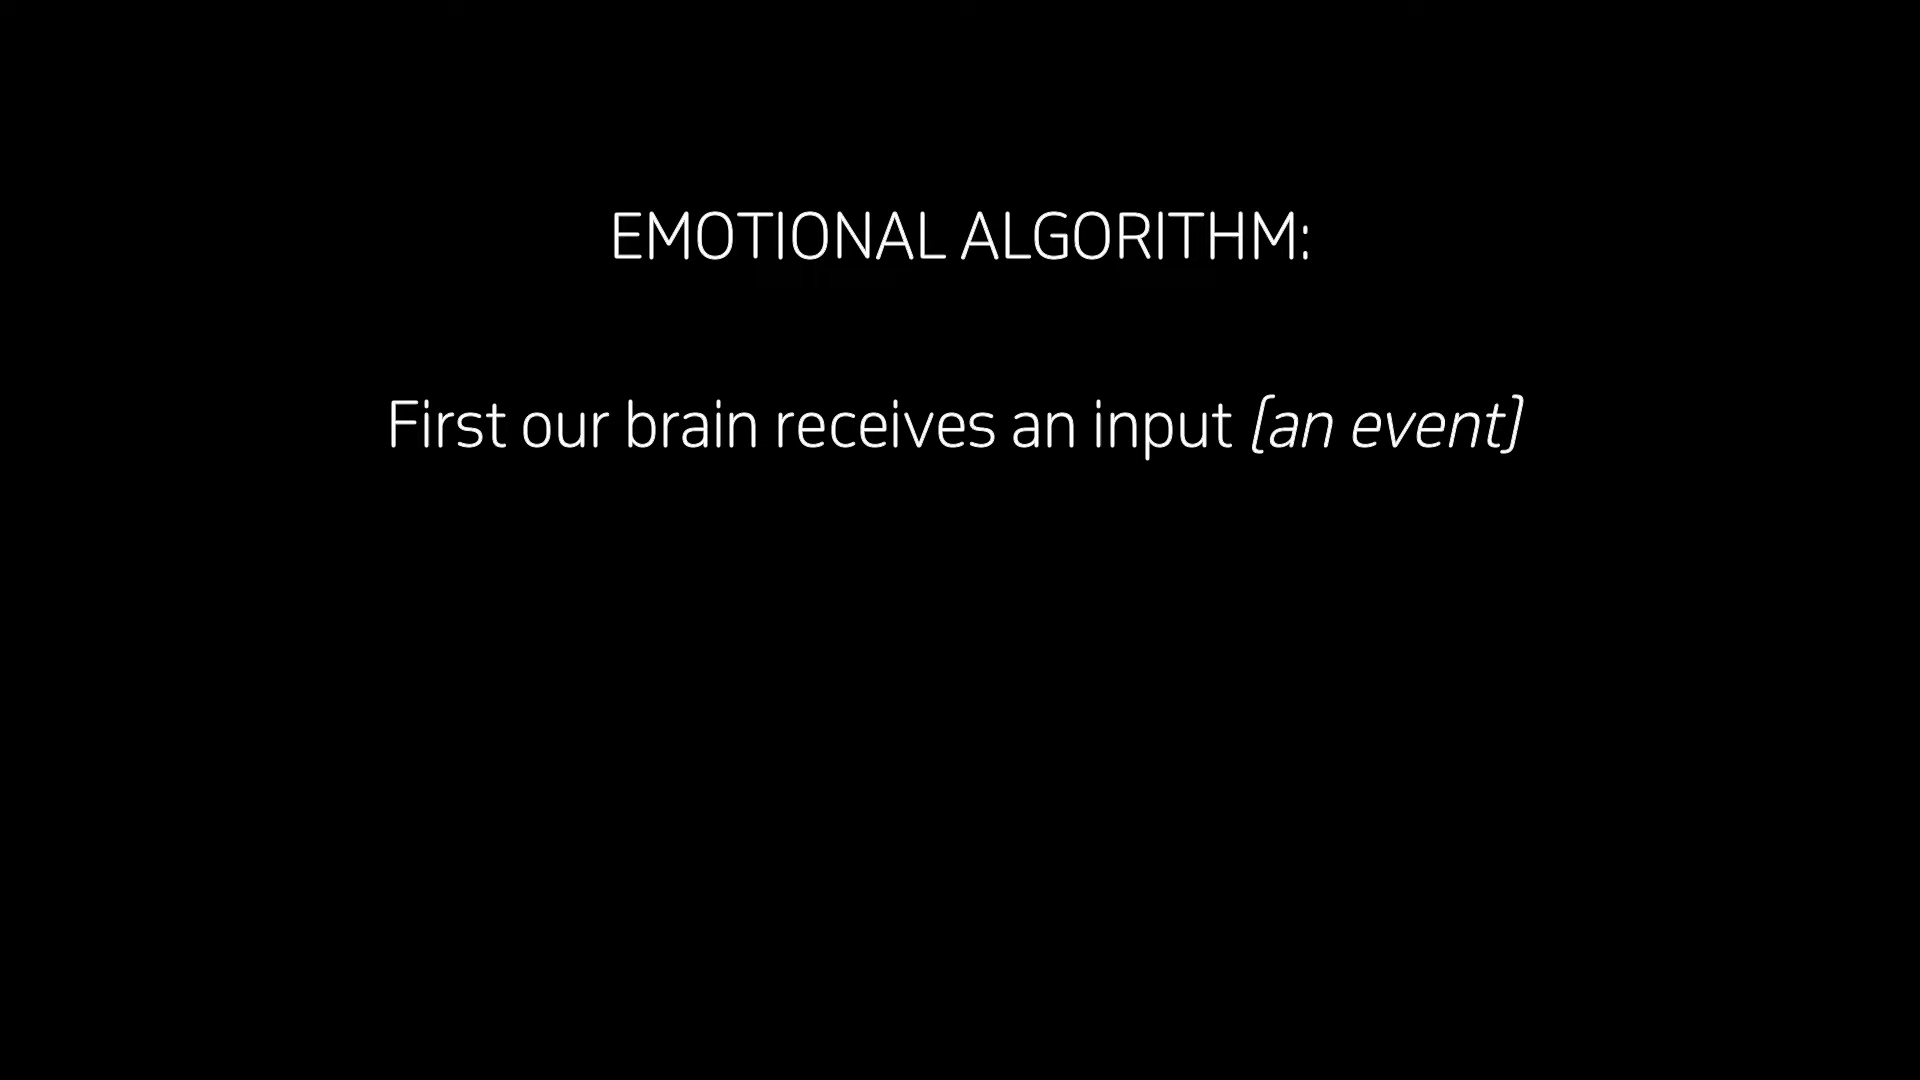 EMOTIONAL ALGORITHM:
First our brain receives an input (an event)